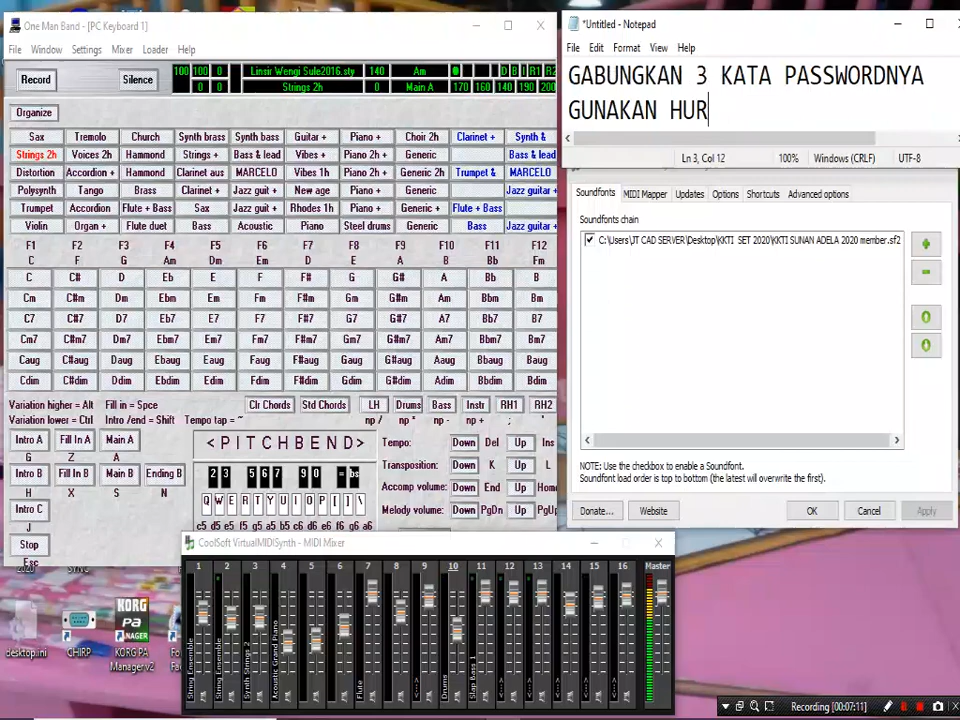 One Man Band - [PC Keyboard 1]
File Window Settings Mixer Loader Help
Record Silence
100 100 0 Linsir Wengi Sule2016.sty 140 Am D B I R1 R2
0 0 Strings 2h 0 Main A 170 160 140 190 200
Organize
Sax Tremolo Church Synth brass Synth bass Guitar + Piano + Choir 2h Clarinet + Synth &
Strings 2h Voices 2h Hammond Strings + Bass & lead Vibes + Piano 2h + Generic Bass & lead
Distortion Accordion + Hammond Clarinet aus MARCELO Vibes 1h Piano 2h + Generic 2h Trumpet & MARCELO
Polysynth Tango Brass Clarinet + Jazz guit + New age Piano + Generic Jazz guitar +
Trumpet Accordion Flute + Bass Sax Jazz guit + Rhodes 1h Piano + Generic + Flute + Bass
Violin Organ + Flute duet Bass Acoustic Piano Steel drums Generic Bass Jazz guitar +
F1 F2 F3 F4 F5 F6 F7 F8 F9 F10 F11 F12
C F G Am Dm Em F D E B Bb Fm
C C# D Eb E F F# G G# A Bb B
Cm C#m Dm Ebm Em Fm F#m Gm G#m Am Bbm Bm
C7 C#7 D7 Eb7 E7 F7 F#7 G7 G#7 A7 Bb7 B7
Cm7 C#m7 Dm7 Ebm7 Em7 Fm7 F#m7 Gm7 G#m7 Am7 Bbm7 Bm7
Caug C#aug Daug Ebaug Eaug Faug F#aug Gaug G#aug Aaug Bbaug Baug
Cdim C#dim Ddim Ebdim Edim Fdim F#dim Gdim G#dim Adim Bbdim Bdim
Variation higher = Alt Fill in = Spce Clr Chords Std Chords LH Drums Bass Instr RH1 RH2
Variation lower = Ctrl Intro /end = Shift Tempo tap = ~ np / np * np - np + ; '
Intro A Fill In A Main A
G Z A
Intro B Fill In B Main B Ending B
H X S N
Intro C
J
Stop
Esc
<PITCHBEND>
2 3 5 6 7 9 0 = bs
Q W E R T Y U I O P [ ] \
c5 d5 e5 f5 g5 a5 b5 c6 d6 e6 f6 g6 a6
Tempo: Down Del Up Ins
Transposition: Down K Up L
Accomp volume: Down End Up Home
Melody volume: Down PgDn Up PgUp
*Untitled - Notepad
File Edit Format View Help
GABUNGKAN 3 KATA PASSWORDNYA
GUNAKAN HUR
Ln 3, Col 12 100% Windows (CRLF) UTF-8
Soundfonts MIDI Mapper Updates Options Shortcuts Advanced options
Soundfonts chain
C:\Users\JT CAD SERVER\Desktop\KKTI SET 2020\KKTI SUNAN ADELA 2020 member.sf2
NOTE: Use the checkbox to enable a Soundfont.
Soundfont load order is top to bottom (the latest will overwrite the first).
Donate... Website OK Cancel Apply
CoolSoft VirtualMIDISynth - MIDI Mixer
1 2 3 4 5 6 7 8 9 10 11 12 13 14 15 16 Master
String Ensemble
String Ensemble
Synth Strings 2
Acoustic Grand Piano
Flute
<--->
Drums
Slap Bass 1
<--->
<--->
<--->
<--->
desktop.ini
CHIRP
KORG
Pa
Manager v2
Recording [00:07:11]